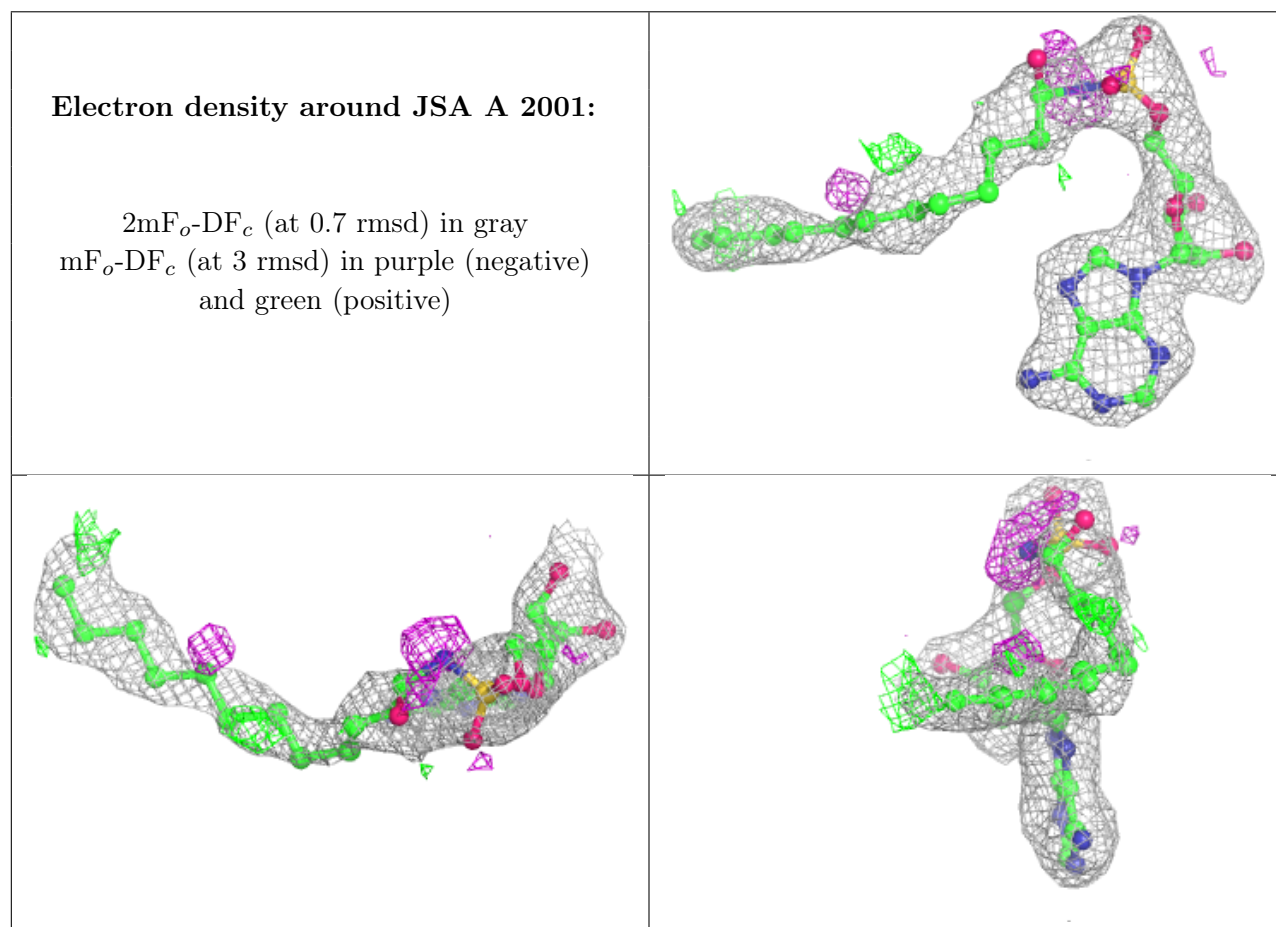 Electron density around JSA A 2001:
2mFo-DFc (at 0.7 rmsd) in gray
mFo-DFc (at 3 rmsd) in purple (negative)
and green (positive)